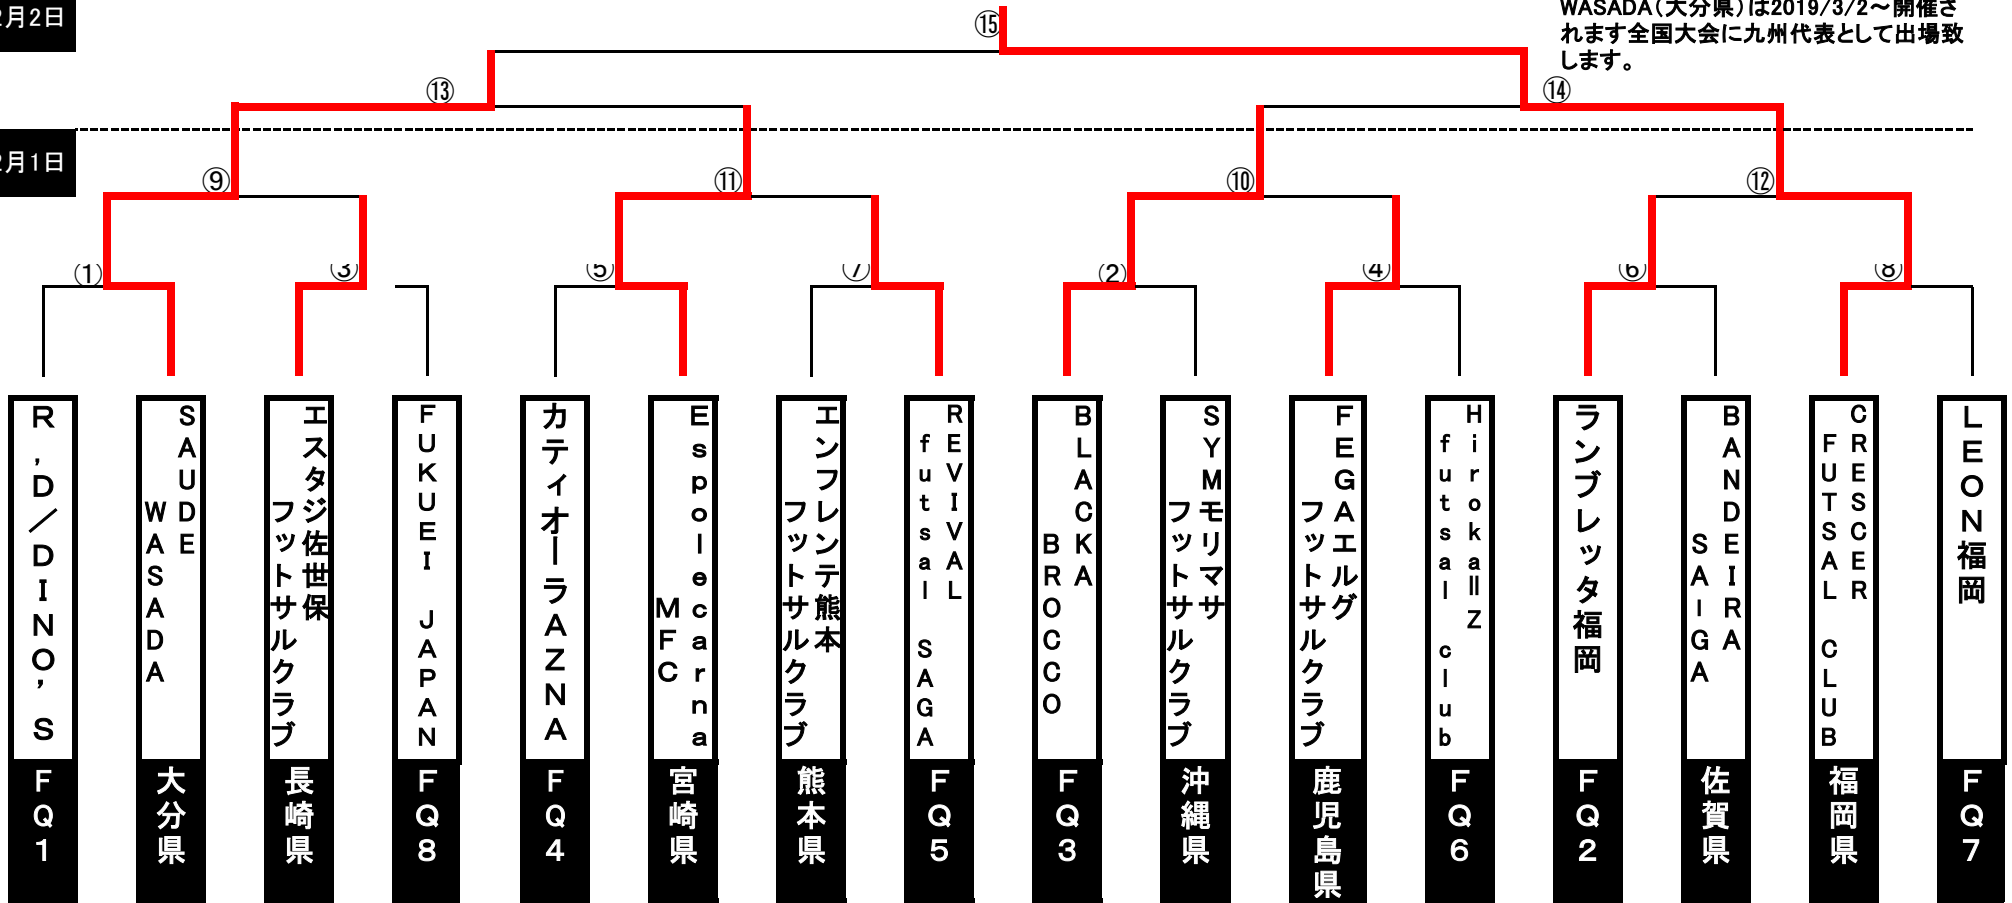 2月2日
⑮
WASADA(大分県)は2019/3/2～開催さ
れます全国大会に九州代表として出場致
します。
⑬
⑭
2月1日
⑨
⑪
⑩
⑫
①
③
⑤
⑦
②
④
⑥
⑧
R,D/DINO’S
SAUDE
WASADA
エスタジ佐世保
フットサルクラブ
FUKUEI JAPAN
カティオーラAZNA
Espolecarna
MFC
エンフレンテ熊本
フットサルクラブ
REVIVAL
futsal SAGA
BLACKA
BROCCO
SYMモリマサ
フットサルクラブ
FEGAエルグ
フットサルクラブ
HirokaⅡZ
futsal club
ランブレッタ福岡
BANDEIRA
SAIGA
CRESCER
FUTSAL CLUB
LEON福岡
FQ1
大分県
長崎県
FQ8
FQ4
宮崎県
熊本県
FQ5
FQ3
沖縄県
鹿児島県
FQ6
FQ2
佐賀県
福岡県
FQ7